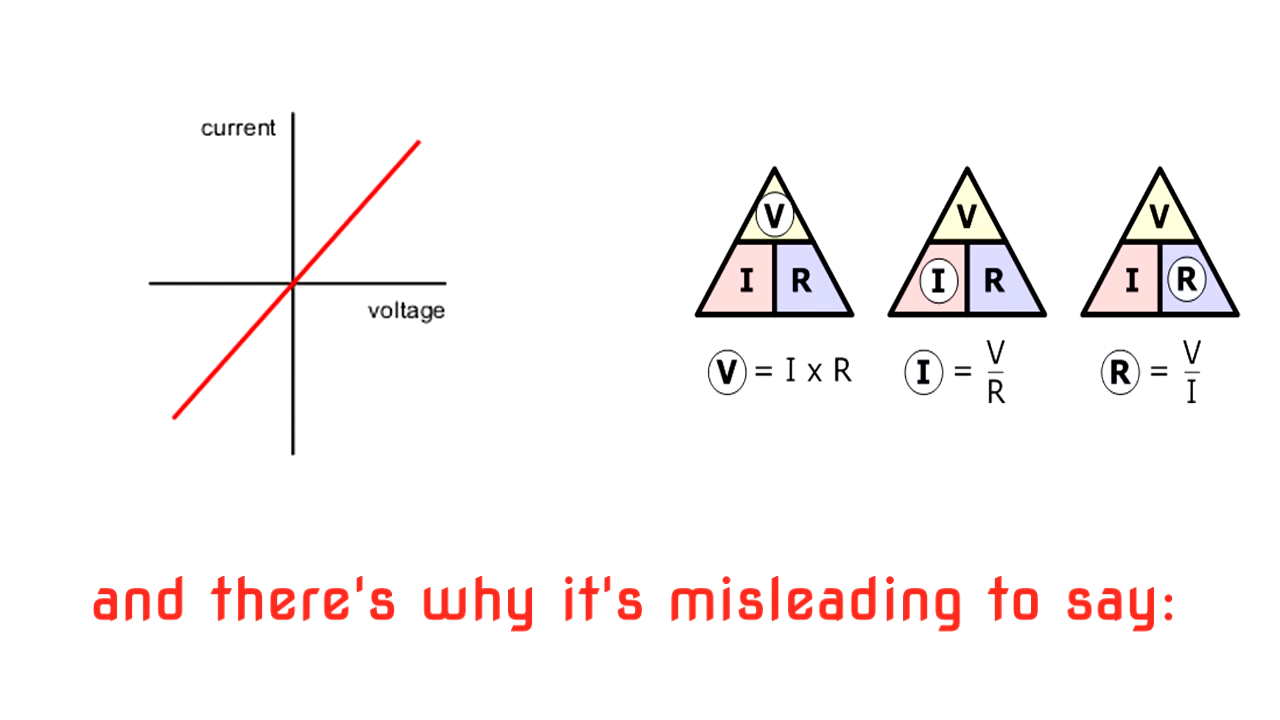 current
voltage
V
I R
V = I x R
V
I R
I = V/R
V
I R
R = V/I
and there's why it's misleading to say: